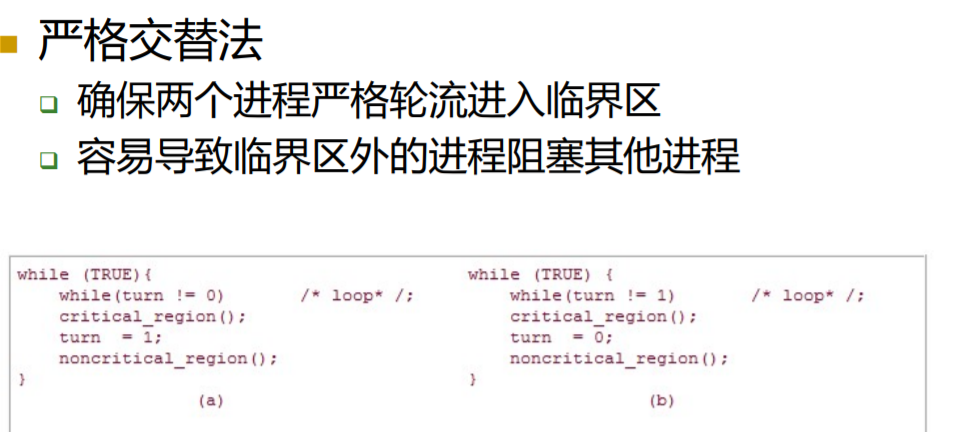 严格交替法
确保两个进程严格轮流进入临界区
容易导致临界区外的进程阻塞其他进程
while (TRUE){
while(turn != 0) /* loop* /;
critical_region();
turn = 1;
noncritical_region();
}
(a)
while (TRUE) {
while(turn != 1) /* loop* /;
critical_region();
turn = 0;
noncritical_region();
}
(b)